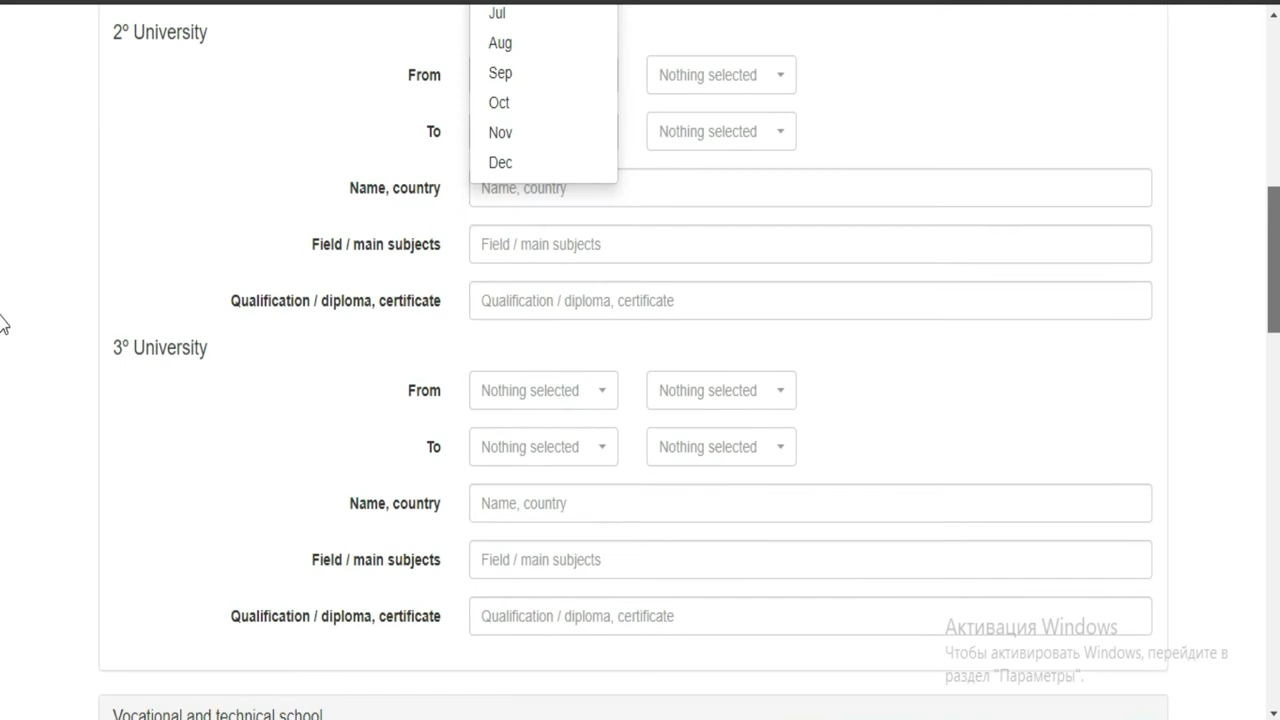 Jul
2º University
Aug
From
Sep
Nothing selected
Oct
To
Nov
Nothing selected
Dec
Name, country
Name, country
Field / main subjects
Field / main subjects
Qualification / diploma, certificate
Qualification / diploma, certificate
3º University
From
Nothing selected
Nothing selected
To
Nothing selected
Nothing selected
Name, country
Name, country
Field / main subjects
Field / main subjects
Qualification / diploma, certificate
Qualification / diploma, certificate
Активация Windows
Чтобы активировать Windows, перейдите в
раздел "Параметры".
Vocational and technical school